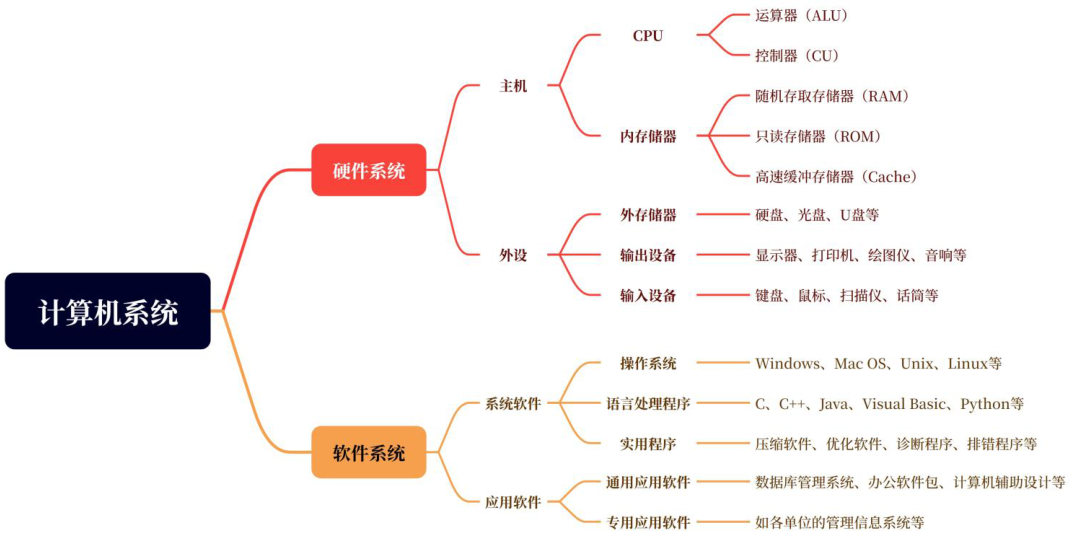 计算机系统
硬件系统
主机
CPU
运算器（ALU）
控制器（CU）
内存储器
随机存取存储器（RAM）
只读存储器（ROM）
高速缓冲存储器（Cache）
外设
外存储器
硬盘、光盘、U盘等
输出设备
显示器、打印机、绘图仪、音响等
输入设备
键盘、鼠标、扫描仪、话筒等
软件系统
系统软件
操作系统
Windows、Mac OS、Unix、Linux等
语言处理程序
C、C++、Java、Visual Basic、Python等
实用程序
压缩软件、优化软件、诊断程序、排错程序等
应用软件
通用应用软件
数据库管理系统、办公软件包、计算机辅助设计等
专用应用软件
如各单位的管理信息系统等